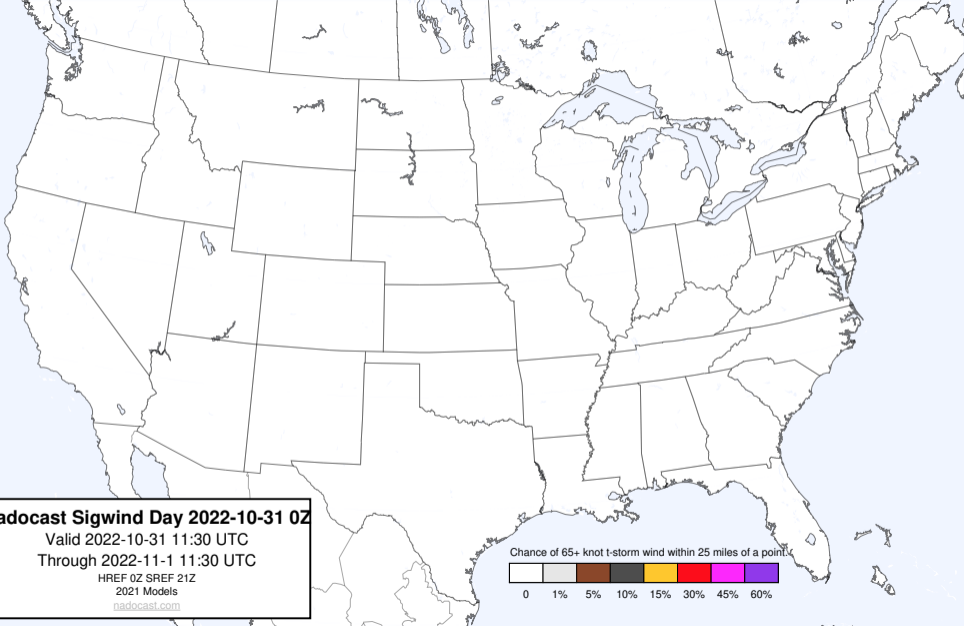 adocast Sigwind Day 2022-10-31 0Z
Valid 2022-10-31 11:30 UTC
Through 2022-11-1 11:30 UTC
HREF 0Z SREF 21Z
2021 Models
nadocast.com
Chance of 65+ knot t-storm wind within 25 miles of a point.
0 1% 5% 10% 15% 30% 45% 60%